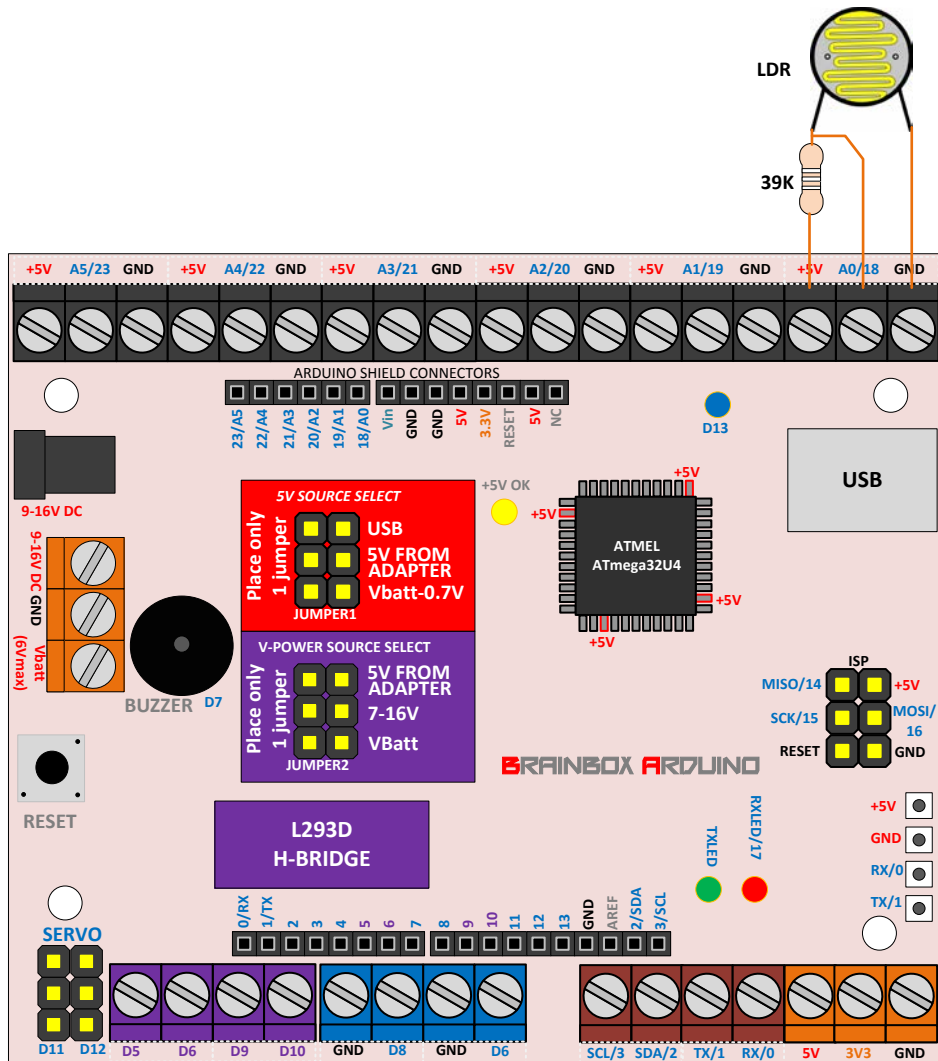 LDR
39K
+5V A5/23 GND +5V A4/22 GND +5V A3/21 GND +5V A2/20 GND +5V A1/19 GND +5V A0/18 GND
ARDUINO SHIELD CONNECTORS
23/A5
22/A4
21/A3
20/A2
19/A1
18/A0
Vin
GND
GND
5V
3.3V
RESET
5V
NC
D13
9-16V DC
USB
+5V OK
+5V
+5V
ATMEL
ATmega32U4
+5V
+5V
5V SOURCE SELECT
Place only
1 jumper
USB
5V FROM
ADAPTER
Vbatt-0.7V
JUMPER1
9-16V DC
GND
Vbatt
(6Vmax)
BUZZER D7
V-POWER SOURCE SELECT
Place only
1 jumper
5V FROM
ADAPTER
7-16V
VBatt
JUMPER2
ISP
MISO/14 +5V
SCK/15 MOSI/
16
RESET GND
BRAINBOX ARDUINO
RESET
L293D
H-BRIDGE
TXLED
RXLED/17
+5V
GND
RX/0
TX/1
0/RX
1/TX
2
3
4
5
6
7
8
9
10
11
12
13
GND
AREF
2/SDA
3/SCL
SERVO
D11 D12
D5 D6 D9 D10
GND D8 GND D6
SCL/3 SDA/2 TX/1 RX/0 5V 3V3 GND